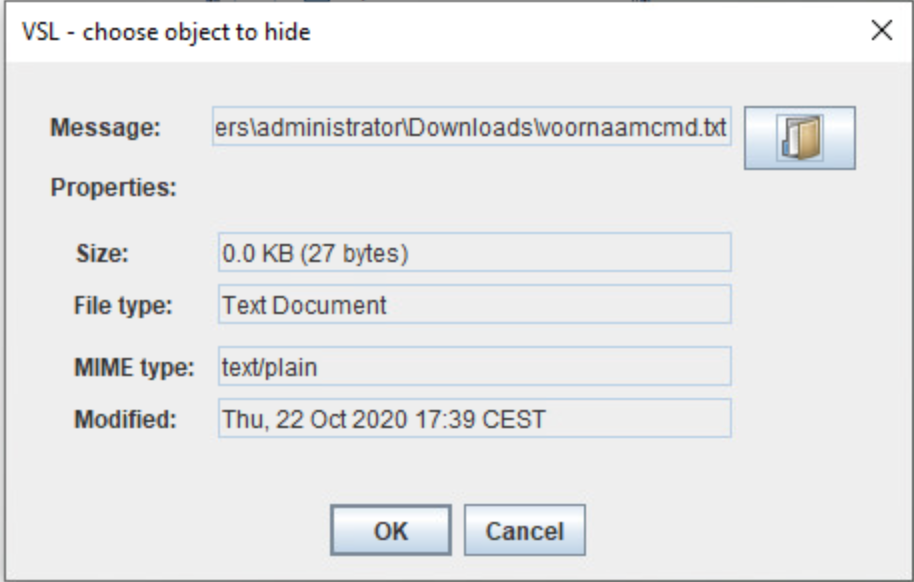 VSL - choose object to hide
Message: ers\administrator\Downloads\voornaamcmd.txt
Properties:
Size: 0.0 KB (27 bytes)
File type: Text Document
MIME type: text/plain
Modified: Thu, 22 Oct 2020 17:39 CEST
OK Cancel